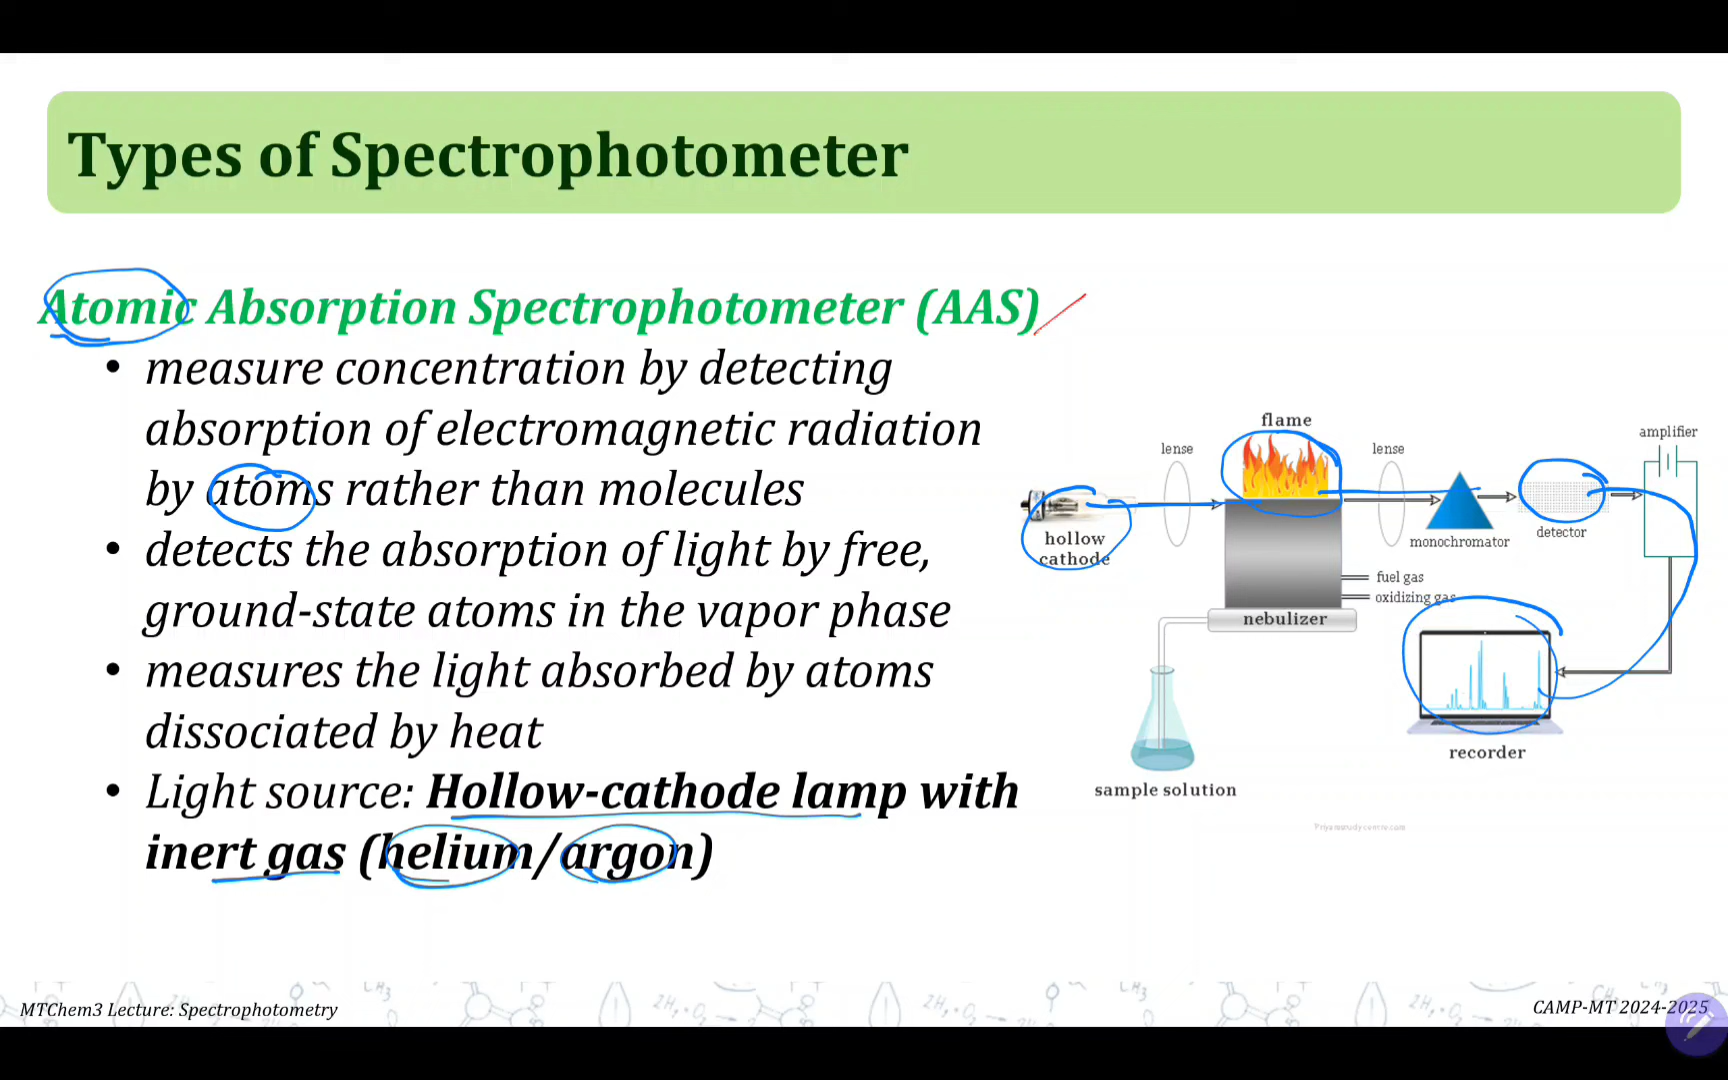 Types of Spectrophotometer
Atomic Absorption Spectrophotometer (AAS)
• measure concentration by detecting
absorption of electromagnetic radiation
by atoms rather than molecules
• detects the absorption of light by free,
ground-state atoms in the vapor phase
• measures the light absorbed by atoms
dissociated by heat
• Light source: Hollow-cathode lamp with
inert gas (helium/argon)
flame
lense
lense
amplifier
hollow
cathode
monochromator
detector
fuel gas
oxidizing gas
nebulizer
recorder
sample solution
MTChem3 Lecture: Spectrophotometry
CAMP-MT 2024-2025